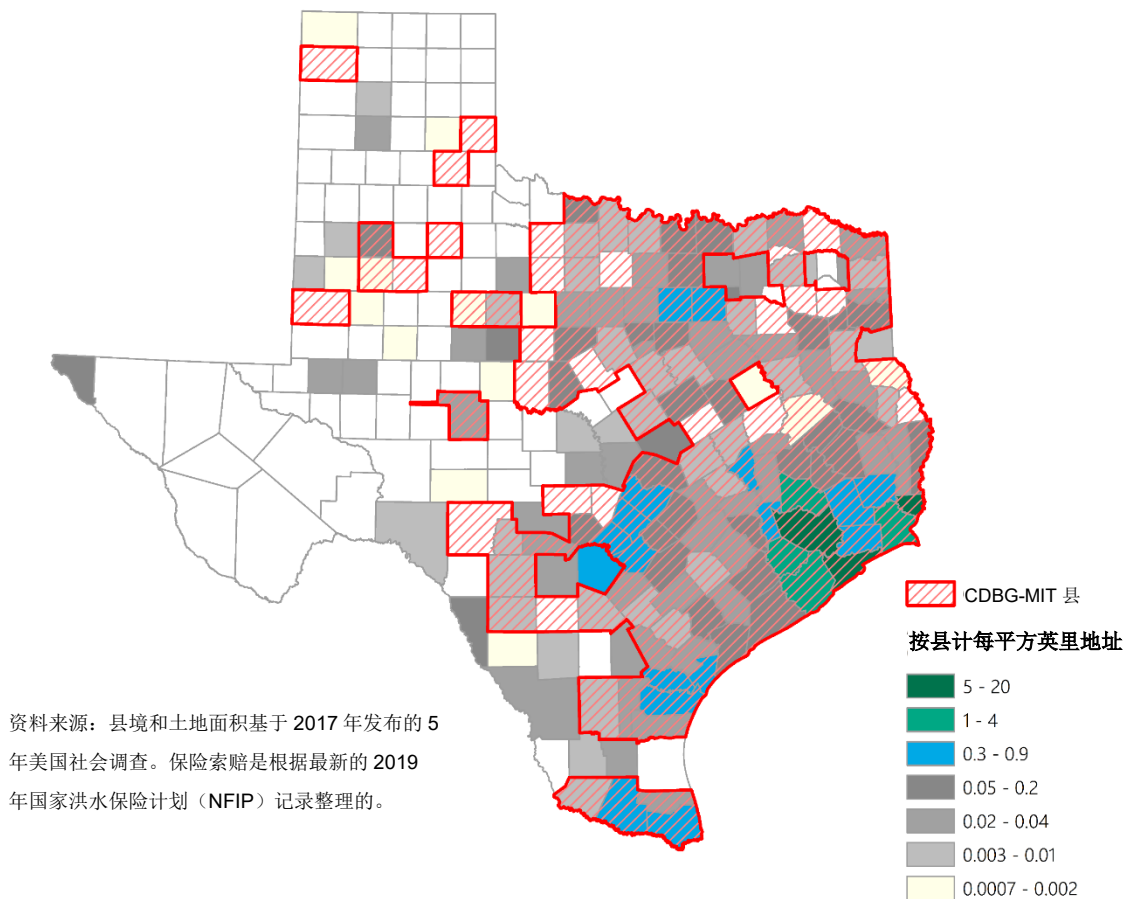 CDBG-MIT 县
按县计每平方英里地址
5 - 20
1 - 4
0.3 - 0.9
0.05 - 0.2
0.02 - 0.04
0.003 - 0.01
0.0007 - 0.002
资料来源：县境和土地面积基于 2017 年发布的 5
年美国社会调查。保险索赔是根据最新的 2019
年国家洪水保险计划（NFIP）记录整理的。